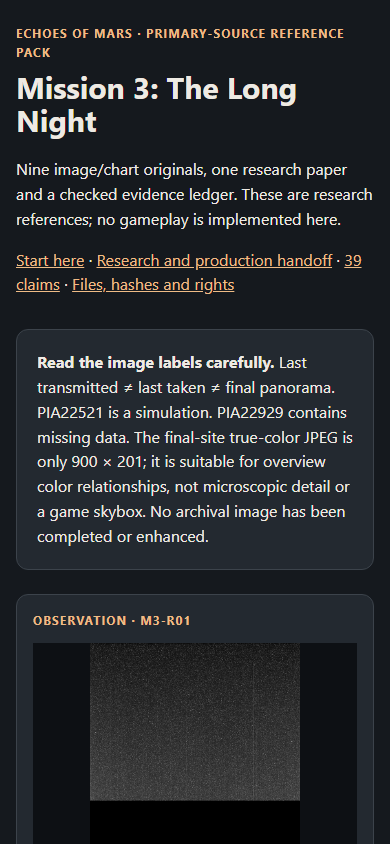 ECHOES OF MARS · PRIMARY-SOURCE REFERENCE
PACK
Mission 3: The Long
Night
Nine image/chart originals, one research paper
and a checked evidence ledger. These are research
references; no gameplay is implemented here.
Start here · Research and production handoff · 39
claims · Files, hashes and rights
Read the image labels carefully. Last
transmitted ≠ last taken ≠ final panorama.
PIA22521 is a simulation. PIA22929 contains
missing data. The final-site true-color JPEG is
only 900 × 201; it is suitable for overview
color relationships, not microscopic detail or
a game skybox. No archival image has been
completed or enhanced.
OBSERVATION · M3-R01